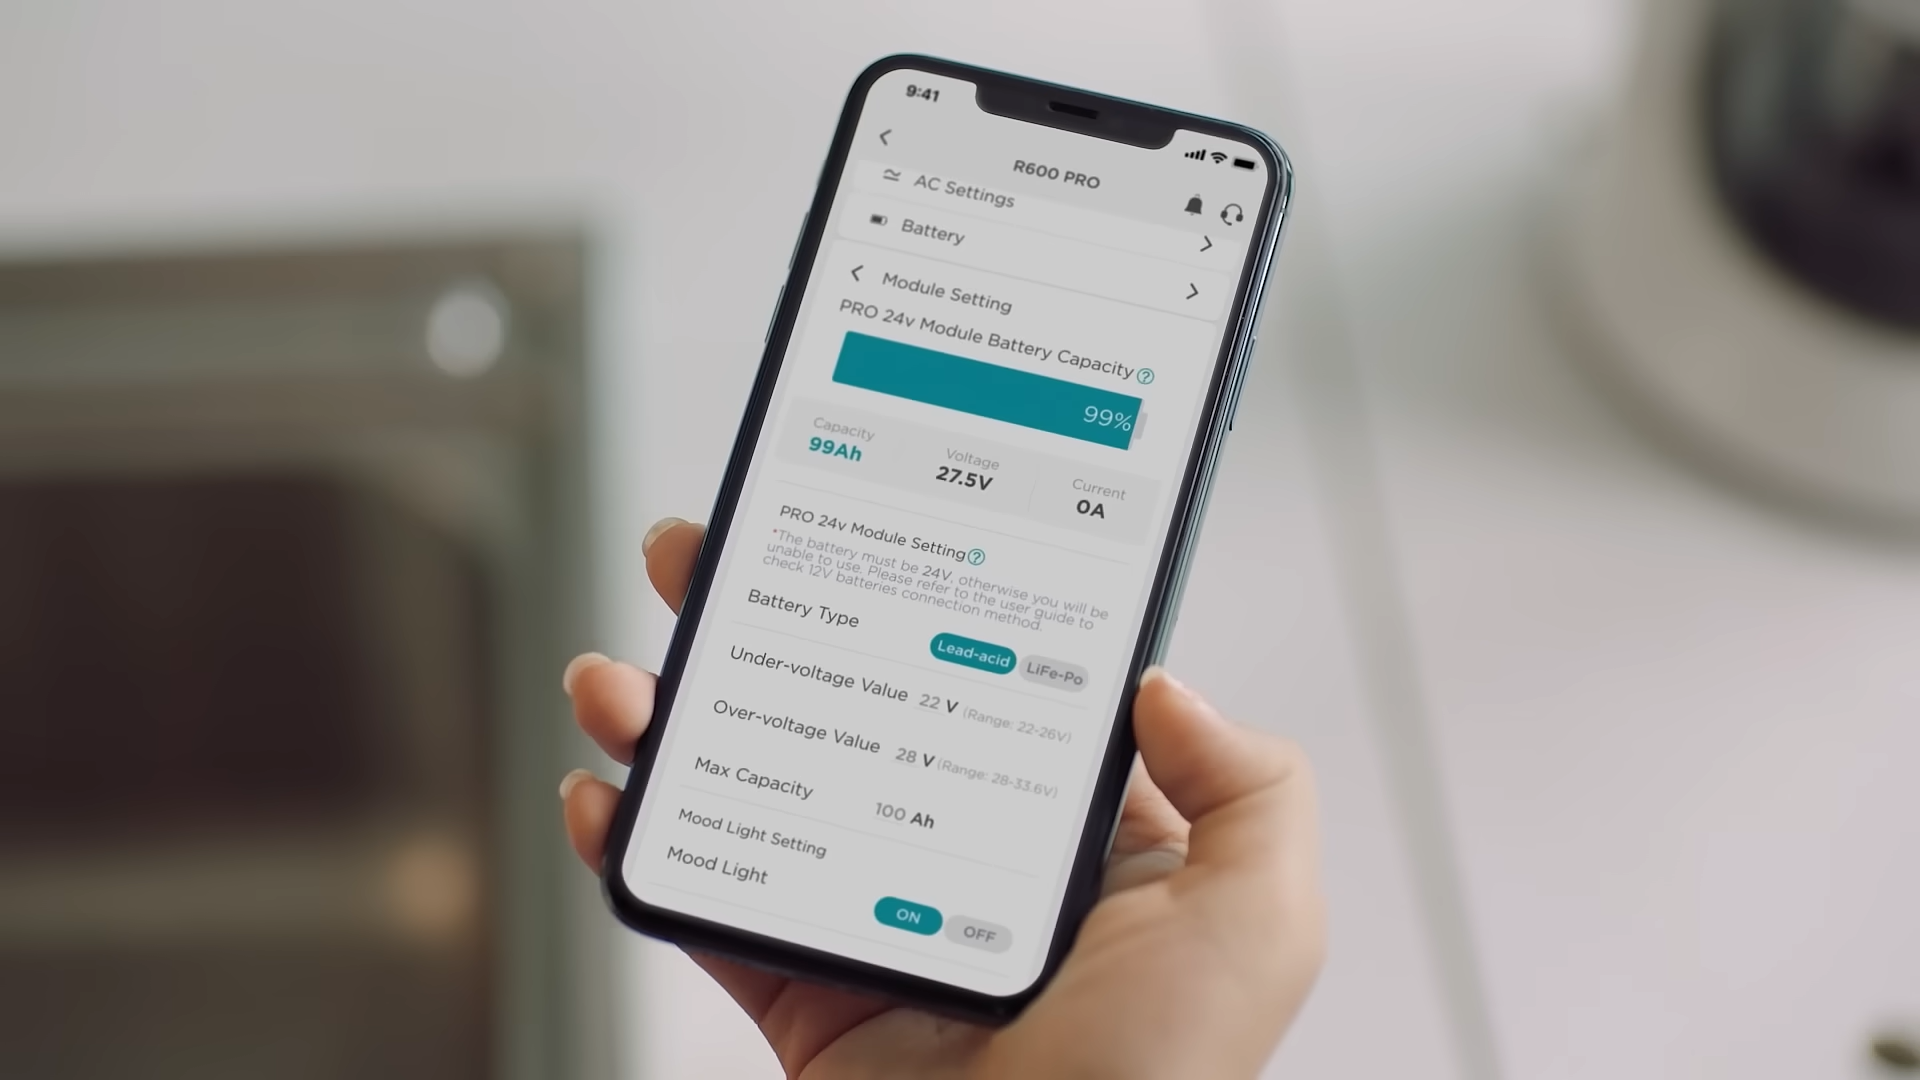 9:41
R600 PRO
AC Settings
Battery
Module Setting
PRO 24v Module Battery Capacity ?
99%
Capacity
99Ah
Voltage
27.5V
Current
0A
PRO 24v Module Setting ?
*The battery must be 24V, otherwise you will be
unable to use. Please refer to the user guide to
check 12V batteries connection method.
Battery Type Lead-acid LiFe-Po
Under-voltage Value 22 V (Range: 22-26V)
Over-voltage Value 28 V (Range: 28-33.6V)
Max Capacity 100 Ah
Mood Light Setting
Mood Light ON OFF